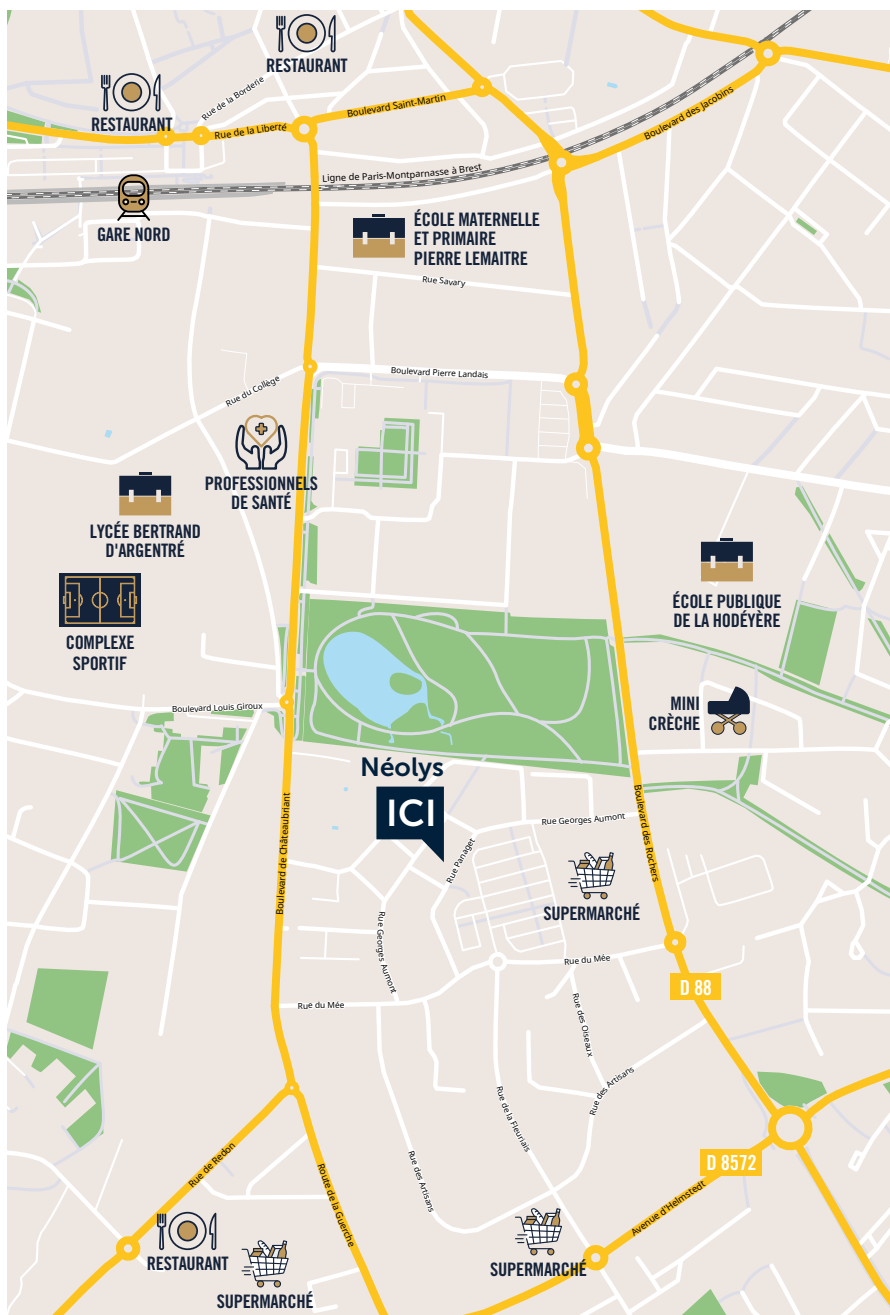 RESTAURANT
RESTAURANT
Rue de la Borderie
Boulevard Saint-Martin
Rue de la Liberté
Boulevard des Jacobins
Ligne de Paris-Montparnasse à Brest
GARE NORD
ÉCOLE MATERNELLE
ET PRIMAIRE
PIERRE LEMAITRE
Rue Savary
Boulevard Pierre Landais
Rue du Collège
PROFESSIONNELS
DE SANTÉ
LYCÉE BERTRAND
D'ARGENTRÉ
COMPLEXE
SPORTIF
ÉCOLE PUBLIQUE
DE LA HODÉYÈRE
Boulevard Louis Giroux
MINI
CRÈCHE
Néolys
ICI
Boulevard de Châteaubriant
Rue Georges Aumont
Boulevard des Rochers
Rue Panaget
SUPERMARCHÉ
Rue Georges Aumont
Rue du Mée
Rue du Mée
D 88
Rue des Oiseaux
Rue des Artisans
Rue de la Fleuriais
D 8572
Rue de Redon
Route de la Guerche
Rue des Artisans
Avenue d'Helmstedt
RESTAURANT
SUPERMARCHÉ
SUPERMARCHÉ